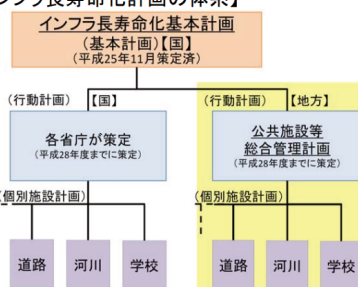 ンフラ長寿命化計画の体系】
インフラ長寿命化基本計画
(基本計画)【国】
(平成25年11月策定済)
(行動計画) 【国】
(行動計画) 【地方】
各省庁が策定
(平成28年度までに策定)
公共施設等
総合管理計画
(平成28年度までに策定)
(個別施設計画)
(個別施設計画)
道路 河川 学校
道路 河川 学校